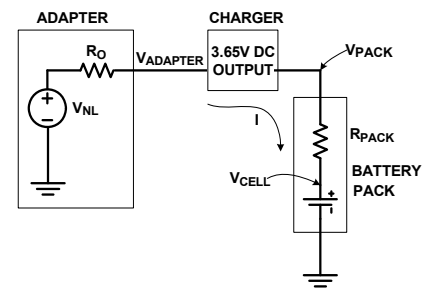 ADAPTER
CHARGER
RO
VADAPTER
3.65V DC
OUTPUT
VPACK
+
VNL
−
I
RPACK
VCELL
+
BATTERY
PACK